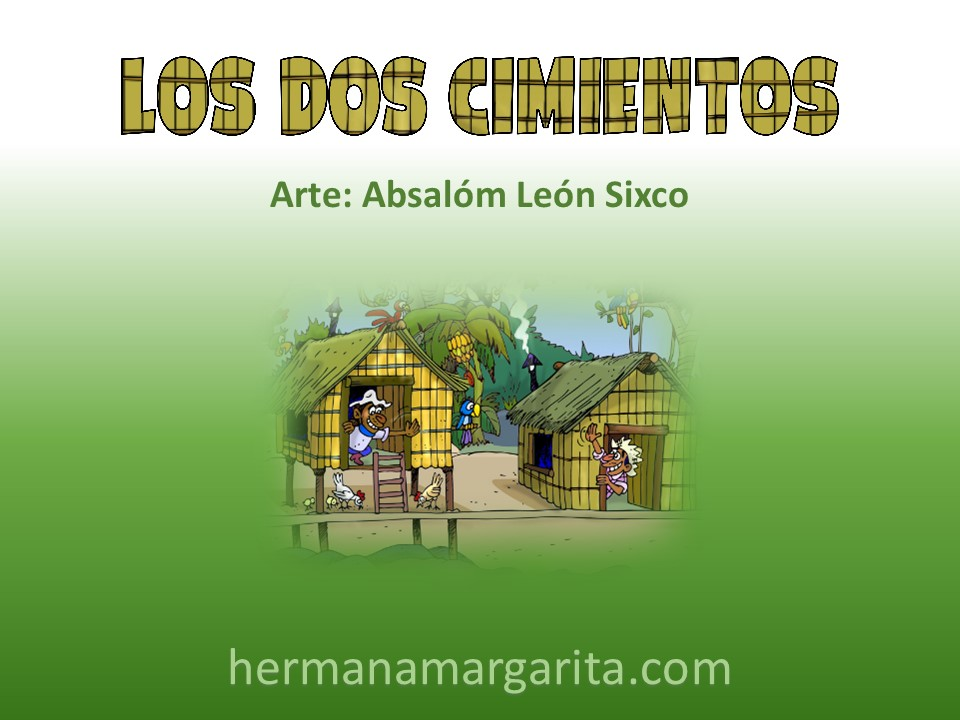 LOS DOS CIMIENTOS
Arte: Absalóm León Sixco
hermanamargarita.com